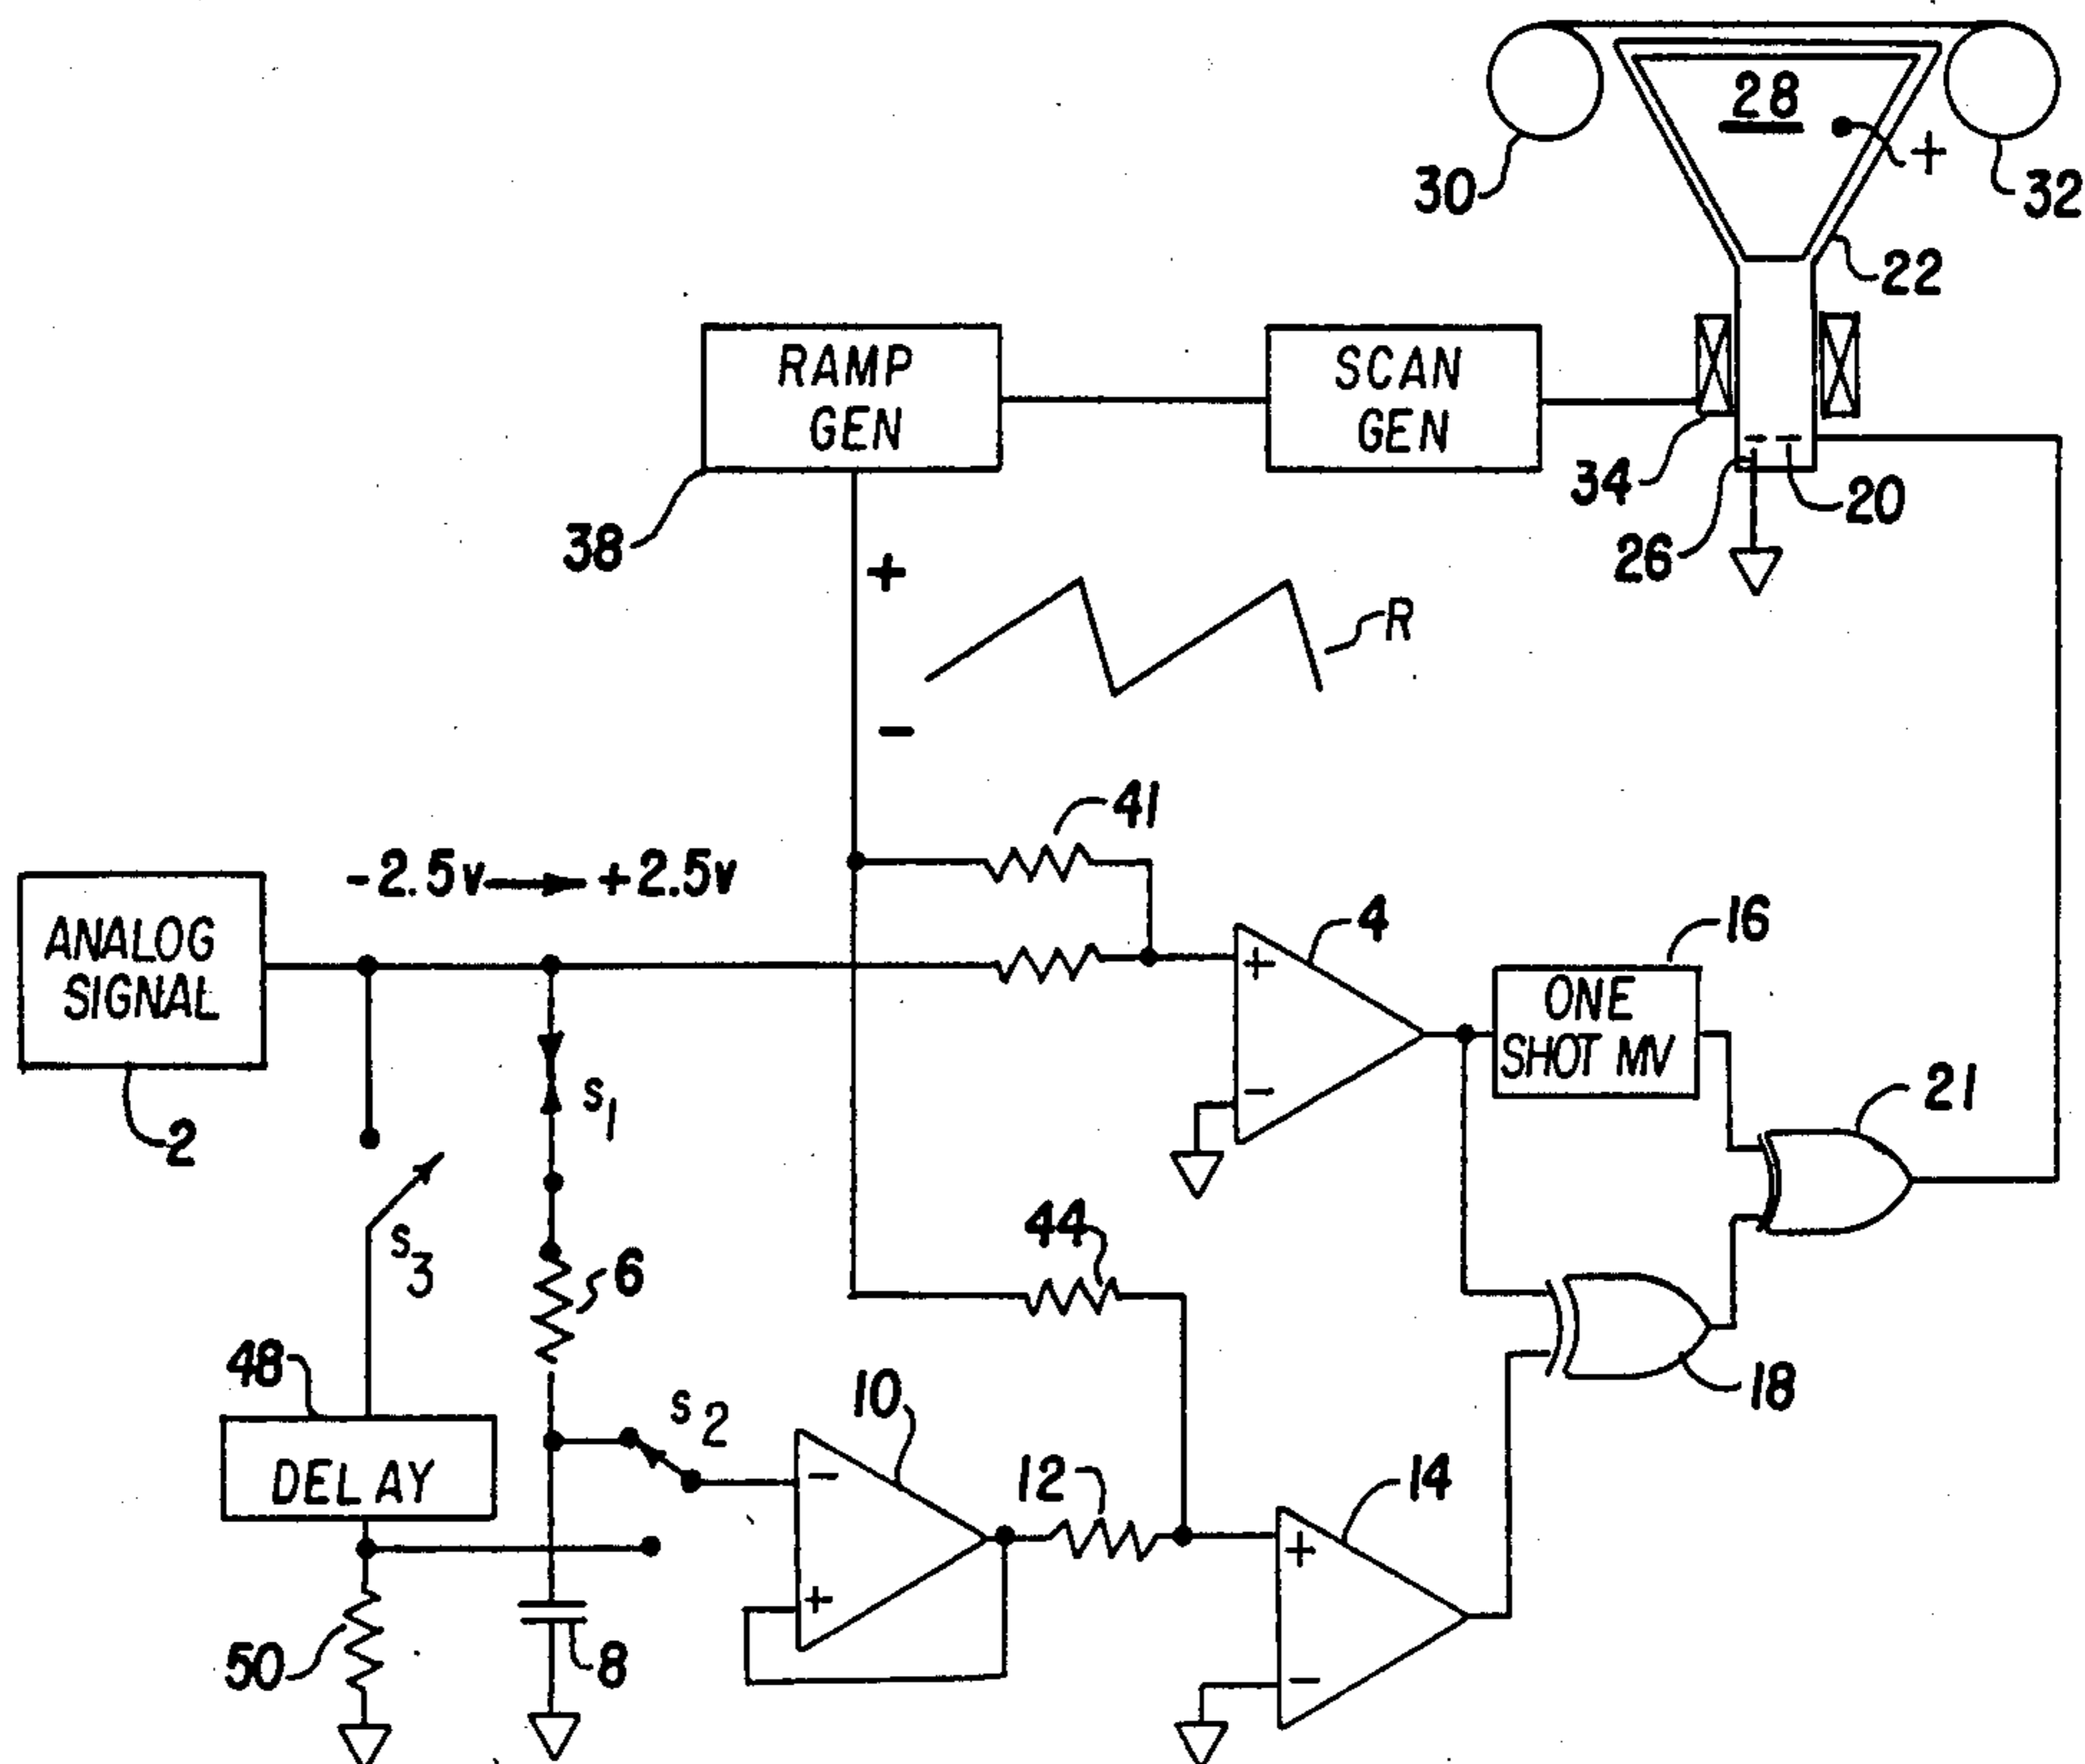 28
+
30
32
22
RAMP
GEN
SCAN
GEN
34
20
26
38
+
R
-
41
-2.5v → +2.5v
ANALOG
SIGNAL
2
4
+
-
16
ONE
SHOT MV
21
S1
S3
44
6
18
48
DELAY
S2
10
-
+
12
14
+
-
50
8